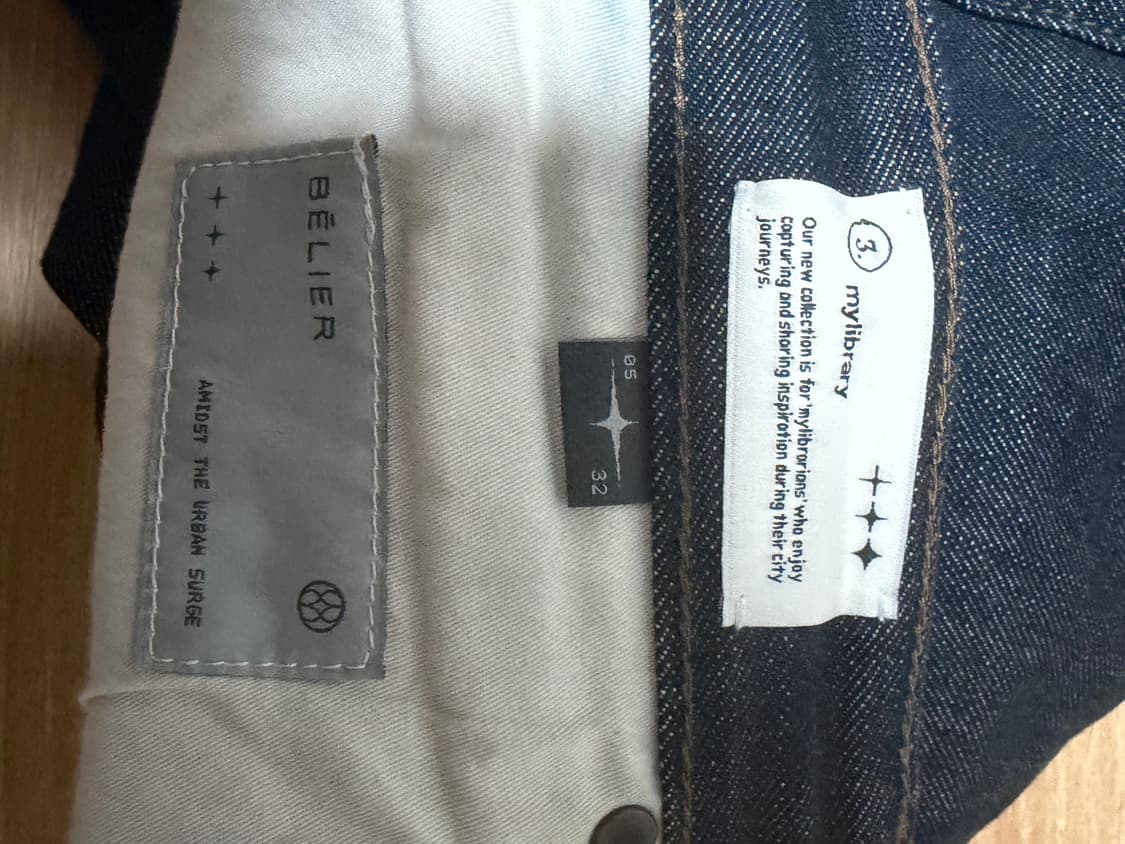 3.
mylibrary
Our new collection is for 'mylibrarians' who enjoy
capturing and sharing inspiration during their city
journeys.
05
32
BĒLIER
AMIDST THE URBAN SURGE